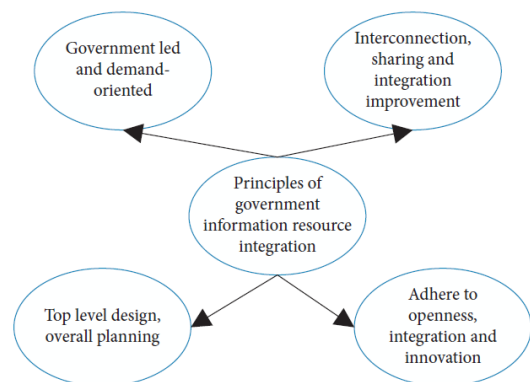 Government led
and demand-
oriented
Interconnection,
sharing and
integration
improvement
Principles of
government
information resource
integration
Top level design,
overall planning
Adhere to
openness,
integration and
innovation